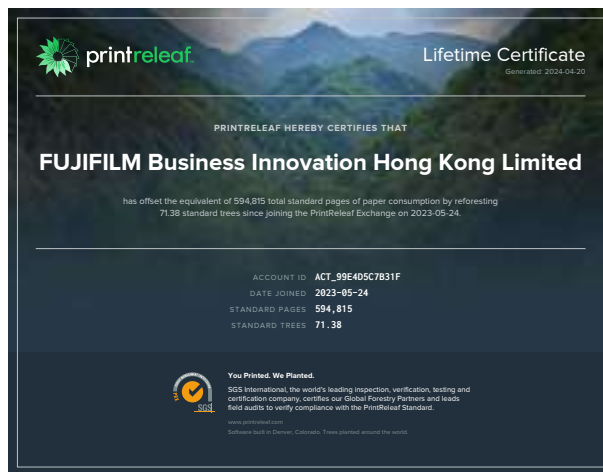 printreleaf
Lifetime Certificate
Generated: 2024-04-20
PRINTRELEAF HEREBY CERTIFIES THAT
FUJIFILM Business Innovation Hong Kong Limited
has offset the equivalent of 594,815 total standard pages of paper consumption by reforesting
71.38 standard trees since joining the PrintReleaf Exchange on 2023-05-24.
ACCOUNT ID ACT_99E4D5C7B31F
DATE JOINED 2023-05-24
STANDARD PAGES 594,815
STANDARD TREES 71.38
SGS
You Printed. We Planted.
SGS International, the world's leading inspection, verification, testing and
certification company, certifies our Global Forestry Partners and leads
field audits to verify compliance with the PrintReleaf Standard.
www.printreleaf.com
Software built in Denver, Colorado. Trees planted around the world.